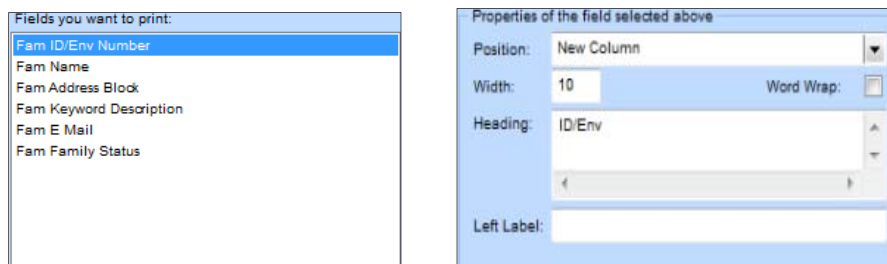 Fields you want to print:
Fam ID/Env Number
Fam Name
Fam Address Block
Fam Keyword Description
Fam E Mail
Fam Family Status
Properties of the field selected above
Position: New Column
Width: 10 Word Wrap:
Heading: ID/Env
Left Label: